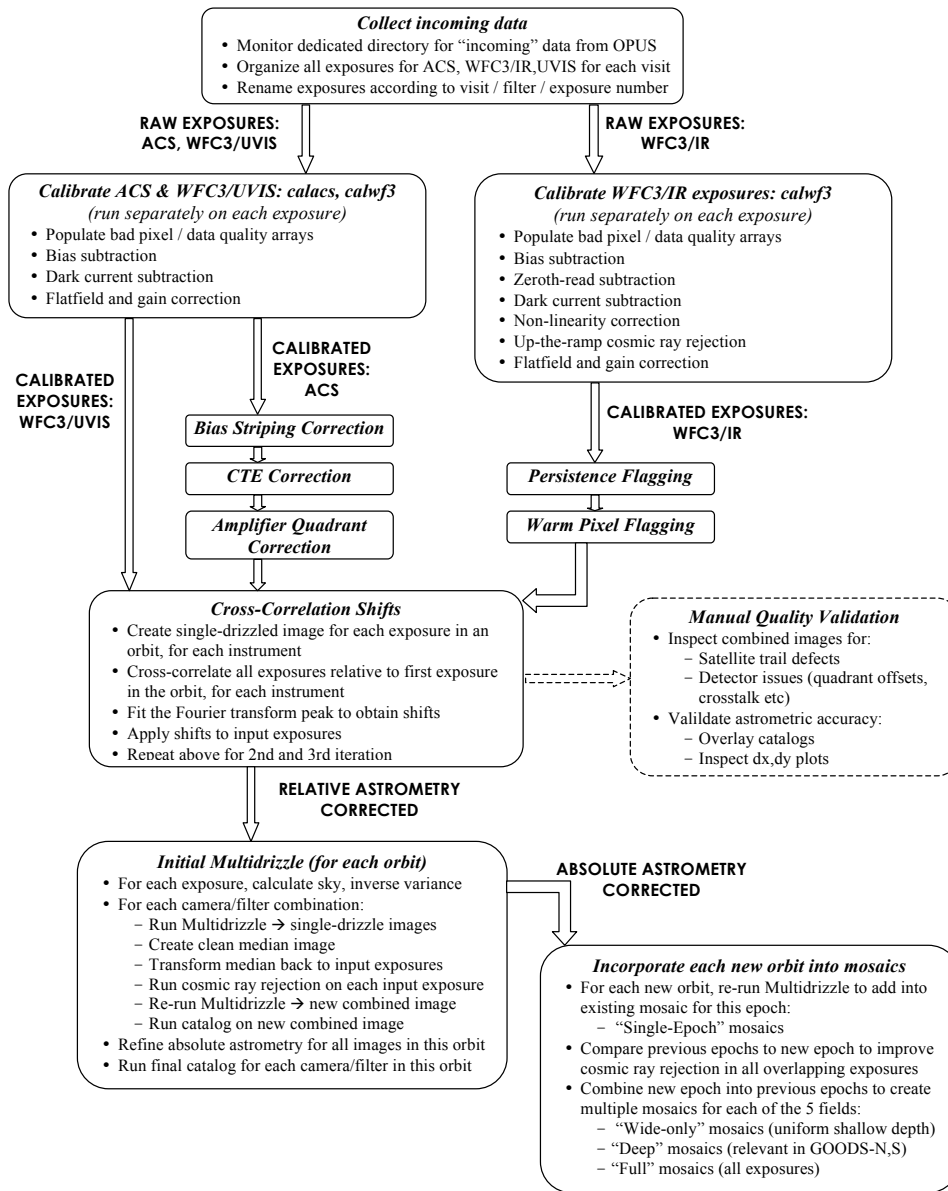 Collect incoming data
• Monitor dedicated directory for “incoming” data from OPUS
• Organize all exposures for ACS, WFC3/IR,UVIS for each visit
• Rename exposures according to visit / filter / exposure number
RAW EXPOSURES:
ACS, WFC3/UVIS
RAW EXPOSURES:
WFC3/IR
Calibrate ACS & WFC3/UVIS: calacs, calwf3
(run separately on each exposure)
• Populate bad pixel / data quality arrays
• Bias subtraction
• Dark current subtraction
• Flatfield and gain correction
Calibrate WFC3/IR exposures: calwf3
(run separately on each exposure)
• Populate bad pixel / data quality arrays
• Bias subtraction
• Zeroth-read subtraction
• Dark current subtraction
• Non-linearity correction
• Up-the-ramp cosmic ray rejection
• Flatfield and gain correction
CALIBRATED
EXPOSURES:
WFC3/UVIS
CALIBRATED
EXPOSURES:
ACS
CALIBRATED EXPOSURES:
WFC3/IR
Bias Striping Correction
CTE Correction
Amplifier Quadrant
Correction
Persistence Flagging
Warm Pixel Flagging
Cross-Correlation Shifts
• Create single-drizzled image for each exposure in an
orbit, for each instrument
• Cross-correlate all exposures relative to first exposure
in the orbit, for each instrument
• Fit the Fourier transform peak to obtain shifts
• Apply shifts to input exposures
• Repeat above for 2nd and 3rd iteration
Manual Quality Validation
• Inspect combined images for:
− Satellite trail defects
− Detector issues (quadrant offsets,
crosstalk etc)
• Valildate astrometric accuracy:
− Overlay catalogs
− Inspect dx,dy plots
RELATIVE ASTROMETRY
CORRECTED
Initial Multidrizzle (for each orbit)
• For each exposure, calculate sky, inverse variance
• For each camera/filter combination:
− Run Multidrizzle → single-drizzle images
− Create clean median image
− Transform median back to input exposures
− Run cosmic ray rejection on each input exposure
− Re-run Multidrizzle → new combined image
− Run catalog on new combined image
• Refine absolute astrometry for all images in this orbit
• Run final catalog for each camera/filter in this orbit
ABSOLUTE ASTROMETRY
CORRECTED
Incorporate each new orbit into mosaics
• For each new orbit, re-run Multidrizzle to add into
existing mosaic for this epoch:
− “Single-Epoch” mosaics
• Compare previous epochs to new epoch to improve
cosmic ray rejection in all overlapping exposures
• Combine new epoch into previous epochs to create
multiple mosaics for each of the 5 fields:
− “Wide-only” mosaics (uniform shallow depth)
− “Deep” mosaics (relevant in GOODS-N,S)
− “Full” mosaics (all exposures)